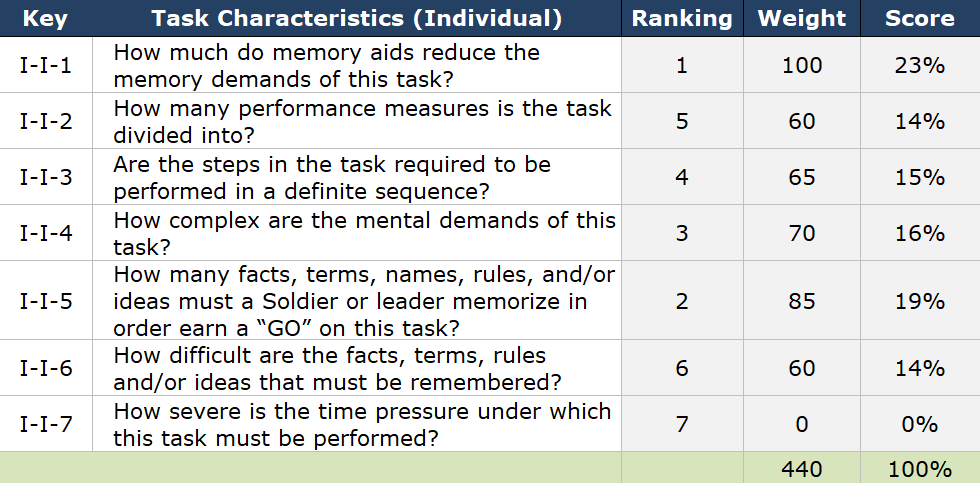 Key Task Characteristics (Individual) Ranking Weight Score
I-I-1 How much do memory aids reduce the memory demands of this task? 1 100 23%
I-I-2 How many performance measures is the task divided into? 5 60 14%
I-I-3 Are the steps in the task required to be performed in a definite sequence? 4 65 15%
I-I-4 How complex are the mental demands of this task? 3 70 16%
I-I-5 How many facts, terms, names, rules, and/or ideas must a Soldier or leader memorize in order earn a “GO” on this task? 2 85 19%
I-I-6 How difficult are the facts, terms, rules and/or ideas that must be remembered? 6 60 14%
I-I-7 How severe is the time pressure under which this task must be performed? 7 0 0%
440 100%